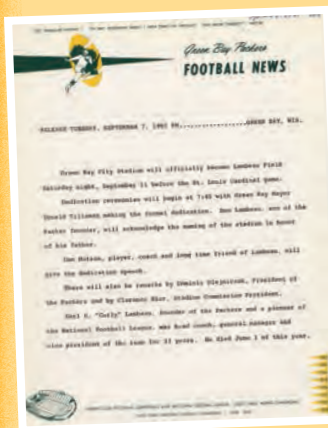 Green Bay Packers
FOOTBALL NEWS
RELEASE TUESDAY, SEPTEMBER 7, 1965 PM..................GREEN BAY, WIS.
Green Bay City Stadium will officially become Lambeau Field
Saturday night, September 11 before the St. Louis Cardinal game.
Dedication ceremonies will begin at 7:45 with Green Bay Mayor
Donald Tilleman making the formal dedication. Don Lambeau, son of the
Packer founder, will acknowledge the naming of the stadium in honor
of his father.
Don Hutson, player, coach and long time friend of Lambeau, will
give the dedication speech.
There will also be remarks by Dominic Olejniczak, President of
the Packers and by Clarence Stadium Commission President.
Earl L. "Curly" Lambeau, founder of the Packers and a pioneer of
the National Football League, was head coach, general manager and
vice president of the team for 31 years. He died June 1 of this year.